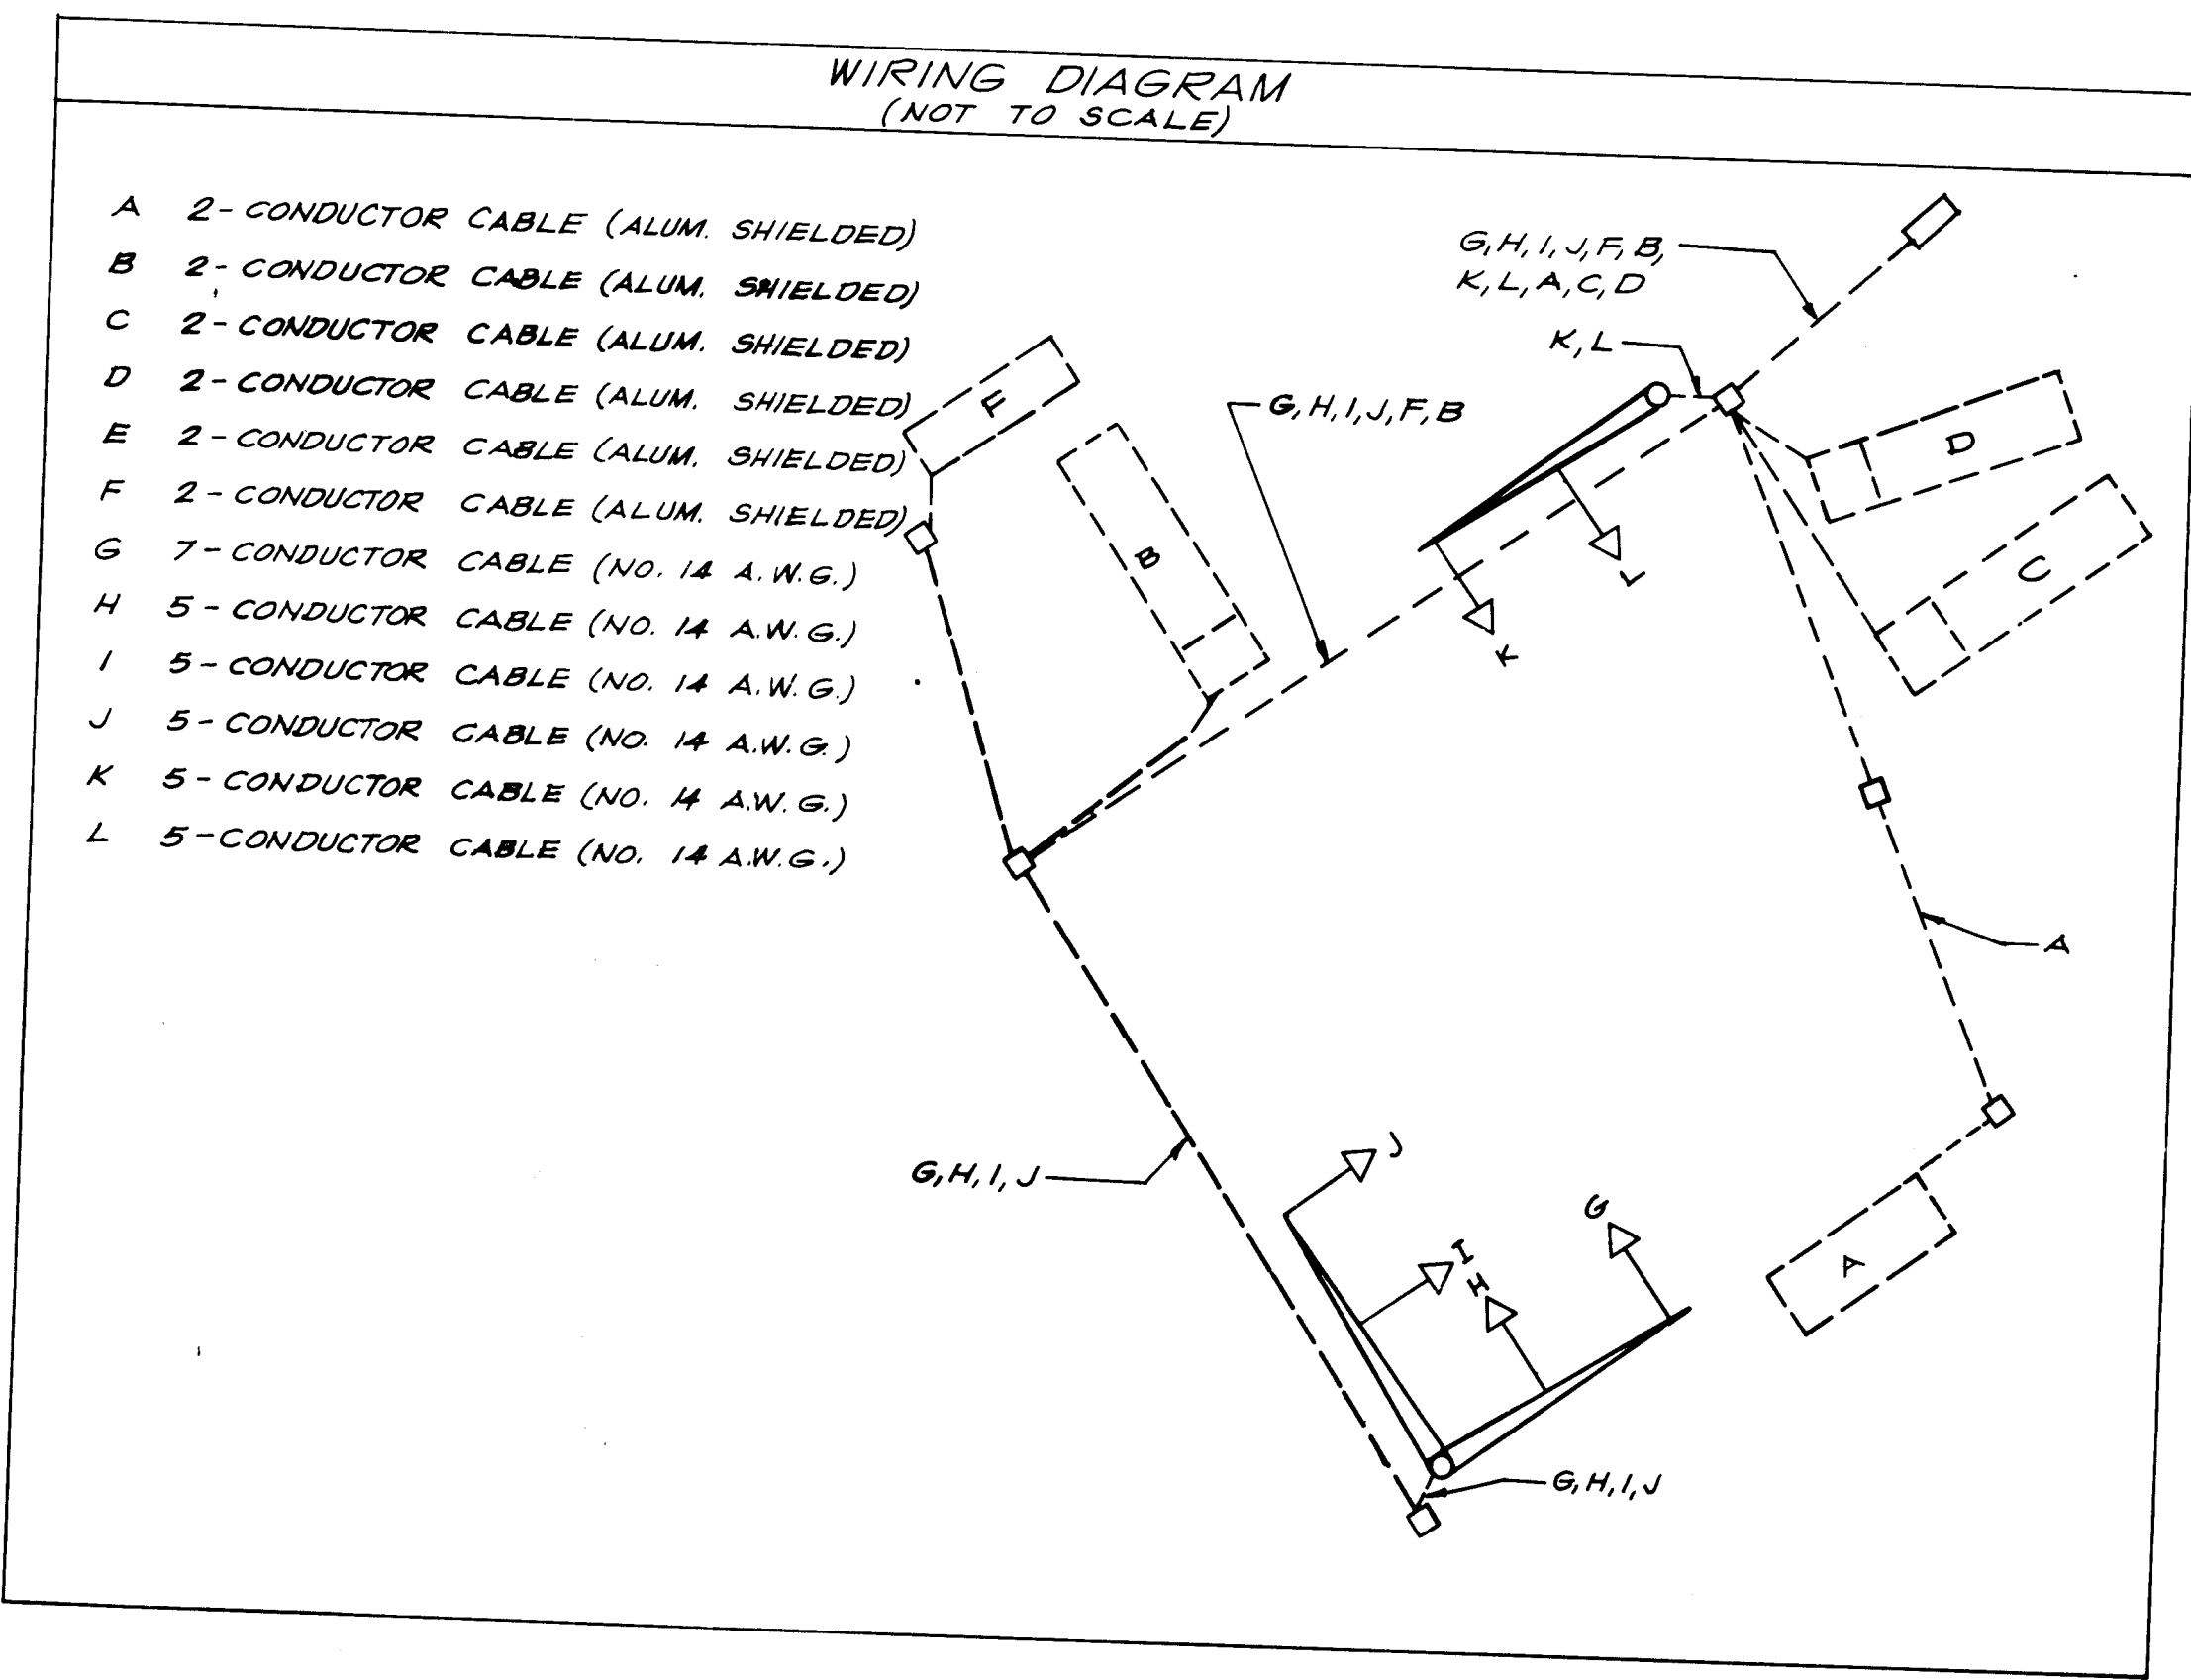 WIRING DIAGRAM
(NOT TO SCALE)
A 2-CONDUCTOR CABLE (ALUM. SHIELDED)
B 2-CONDUCTOR CABLE (ALUM. SHIELDED)
C 2-CONDUCTOR CABLE (ALUM. SHIELDED)
D 2-CONDUCTOR CABLE (ALUM. SHIELDED)
E 2-CONDUCTOR CABLE (ALUM. SHIELDED)
F 2-CONDUCTOR CABLE (ALUM. SHIELDED)
G 7-CONDUCTOR CABLE (NO. 14 A.W.G.)
H 5-CONDUCTOR CABLE (NO. 14 A.W.G.)
I 5-CONDUCTOR CABLE (NO. 14 A.W.G.)
J 5-CONDUCTOR CABLE (NO. 14 A.W.G.)
K 5-CONDUCTOR CABLE (NO. 14 A.W.G.)
L 5-CONDUCTOR CABLE (NO. 14 A.W.G.)
G, H, I, J, F, B,
K, L, A, C, D
K, L
G, H, I, J, F, B
F
B
D
C
L
K
A
G, H, I, J
J
I
H
G
A
G, H, I, J